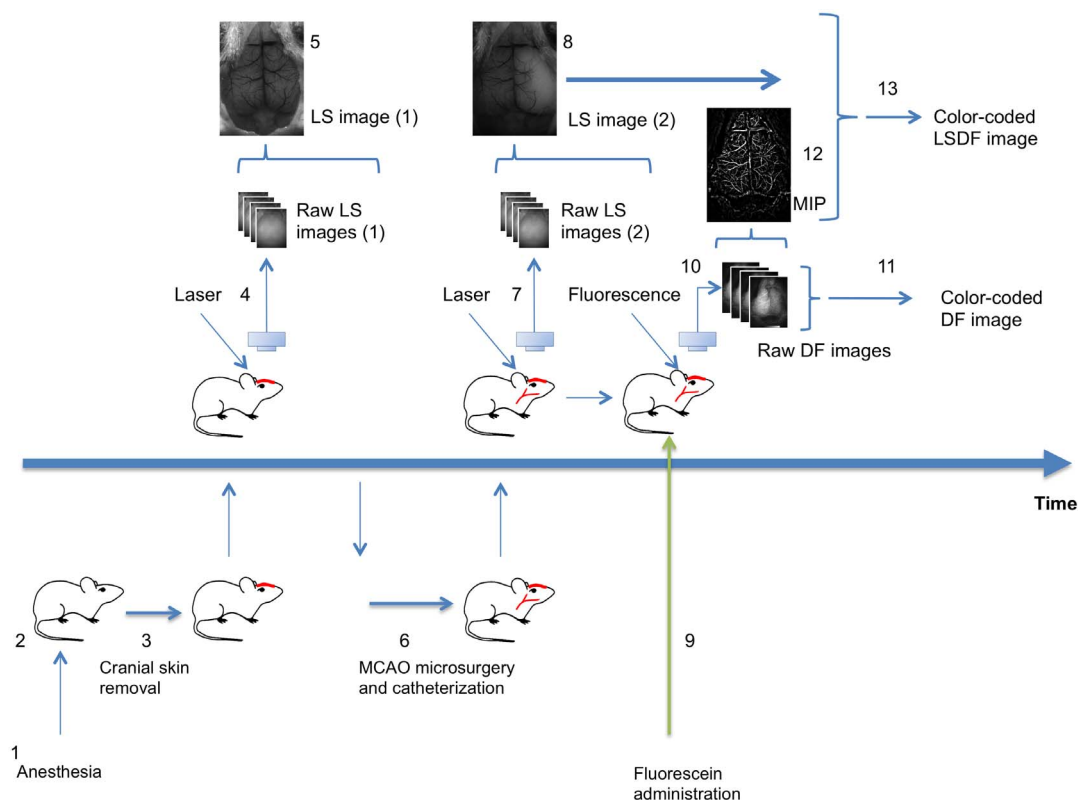 5
LS image (1)
8
LS image (2)
13
Color-coded
LSDF image
12
MIP
Raw LS
images (1)
Raw LS
images (2)
Laser
4
Laser
7
Fluorescence
10
11
Color-coded
DF image
Raw DF images
Time
2
3
Cranial skin
removal
6
MCAO microsurgery
and catheterization
9
1
Anesthesia
Fluorescein
administration